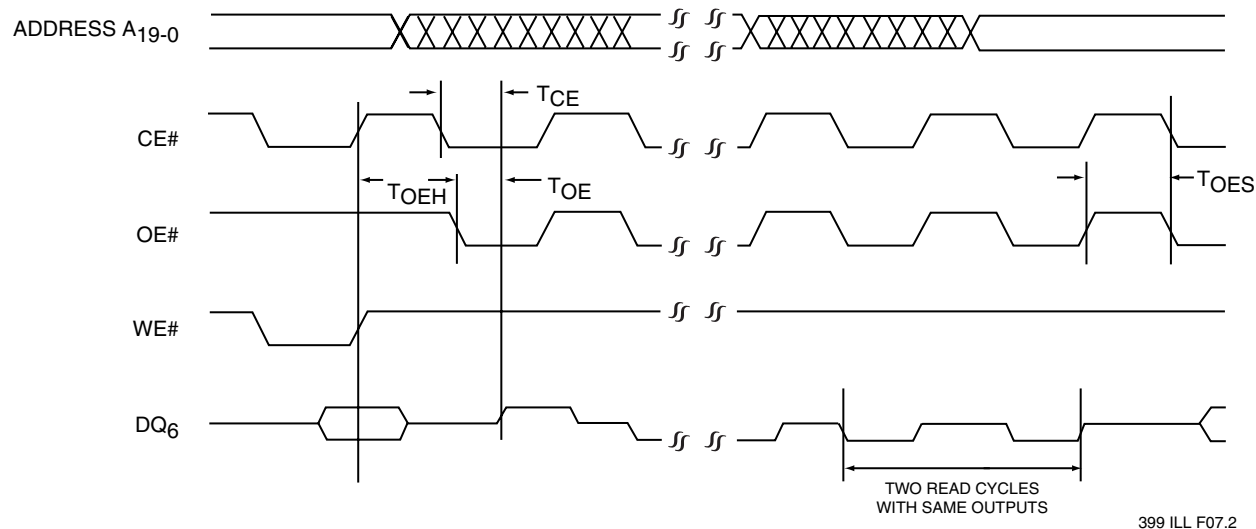 ADDRESS A19-0
TCE
CE#
TOEH
TOE
TOES
OE#
WE#
DQ6
TWO READ CYCLES
WITH SAME OUTPUTS
399 ILL F07.2